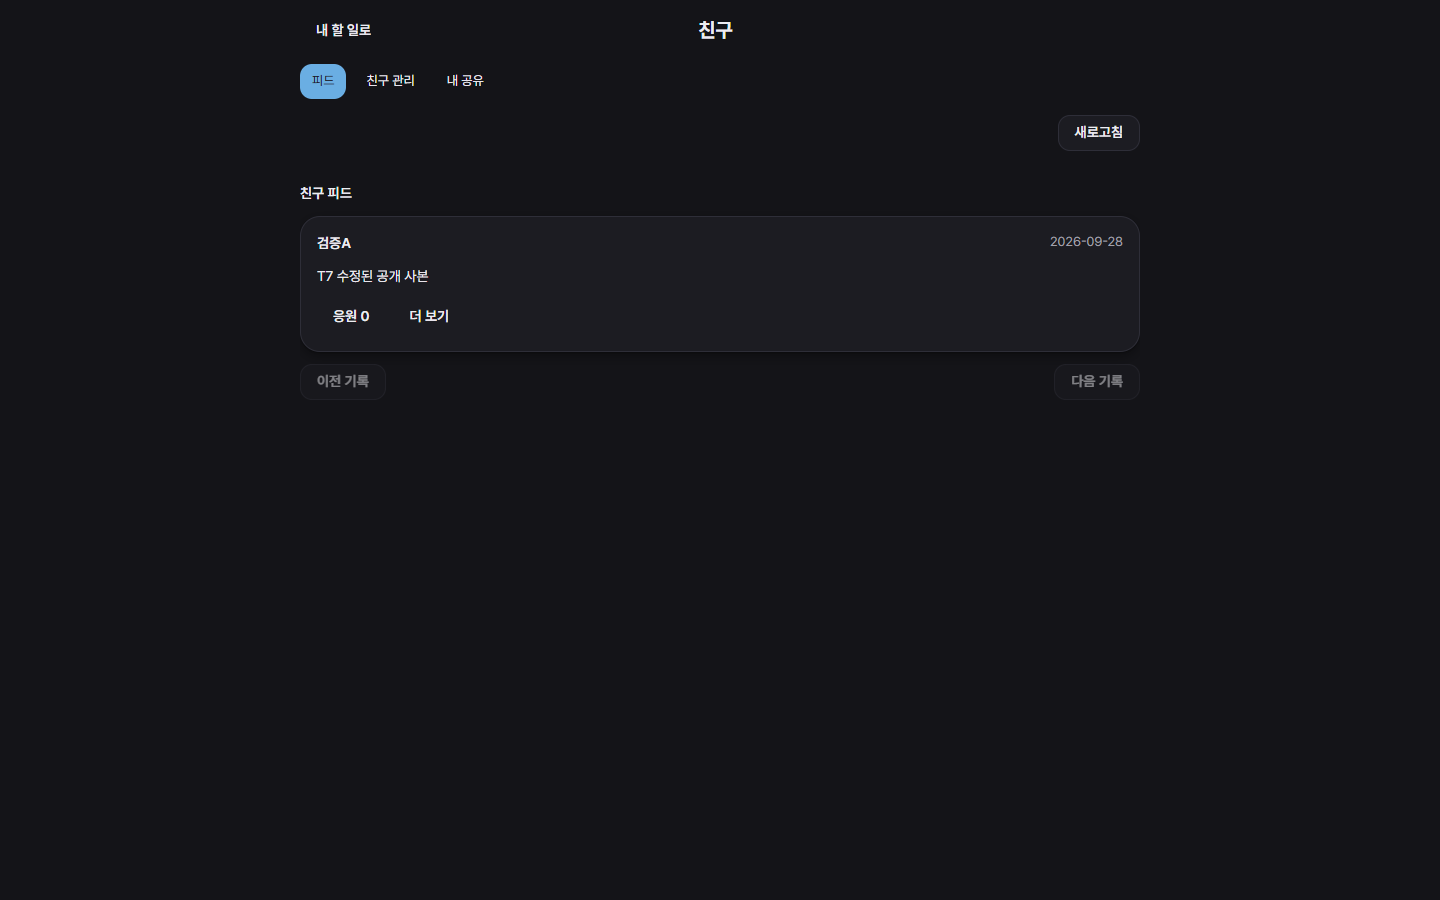 내 할 일로
친구
피드
친구 관리
내 공유
새로고침
친구 피드
검증A
2026-09-28
T7 수정된 공개 사본
응원 0
더 보기
이전 기록
다음 기록